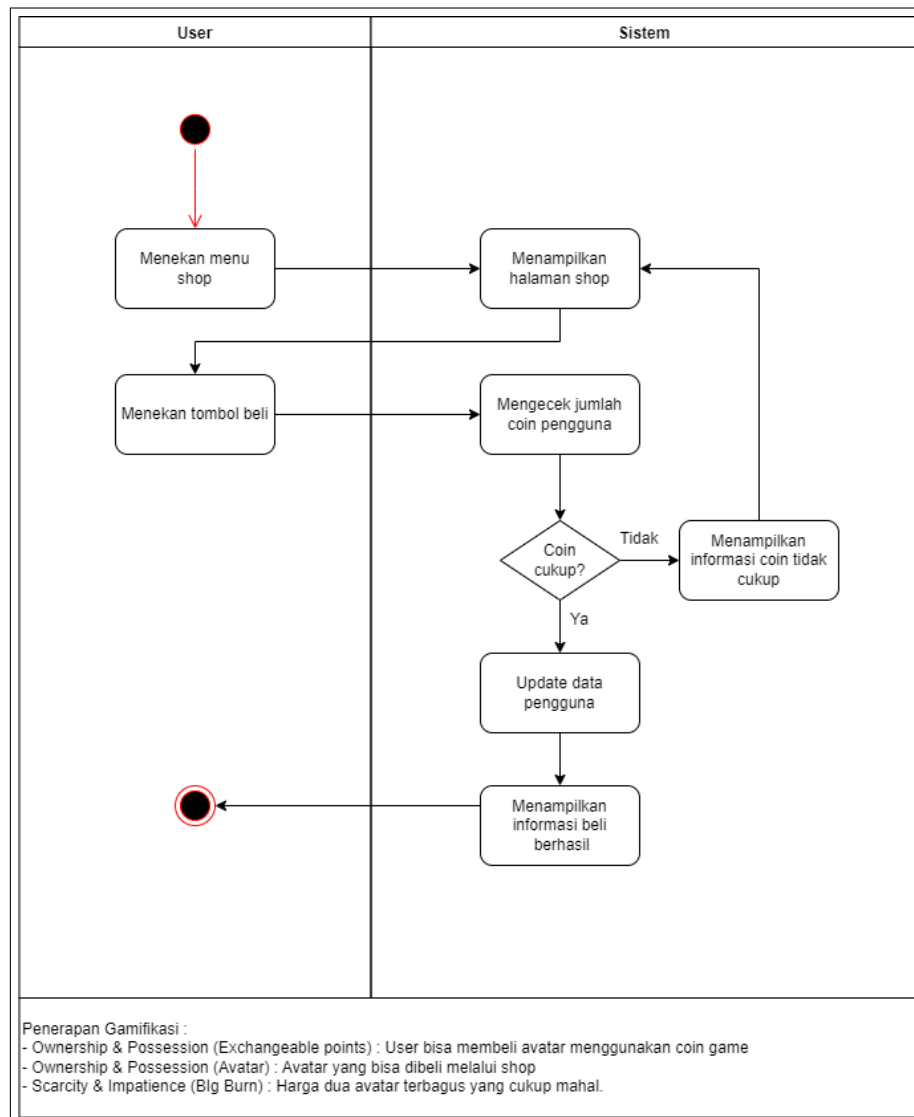 User
Sistem
Menekan menu
shop
Menampilkan
halaman shop
Menekan tombol beli
Mengecek jumlah
coin pengguna
Coin
cukup?
Tidak
Menampilkan
informasi coin tidak
cukup
Ya
Update data
pengguna
Menampilkan
informasi beli
berhasil
Penerapan Gamifikasi :
- Ownership & Possession (Exchangeable points) : User bisa membeli avatar menggunakan coin game
- Ownership & Possession (Avatar) : Avatar yang bisa dibeli melalui shop
- Scarcity & Impatience (BIg Burn) : Harga dua avatar terbagus yang cukup mahal.